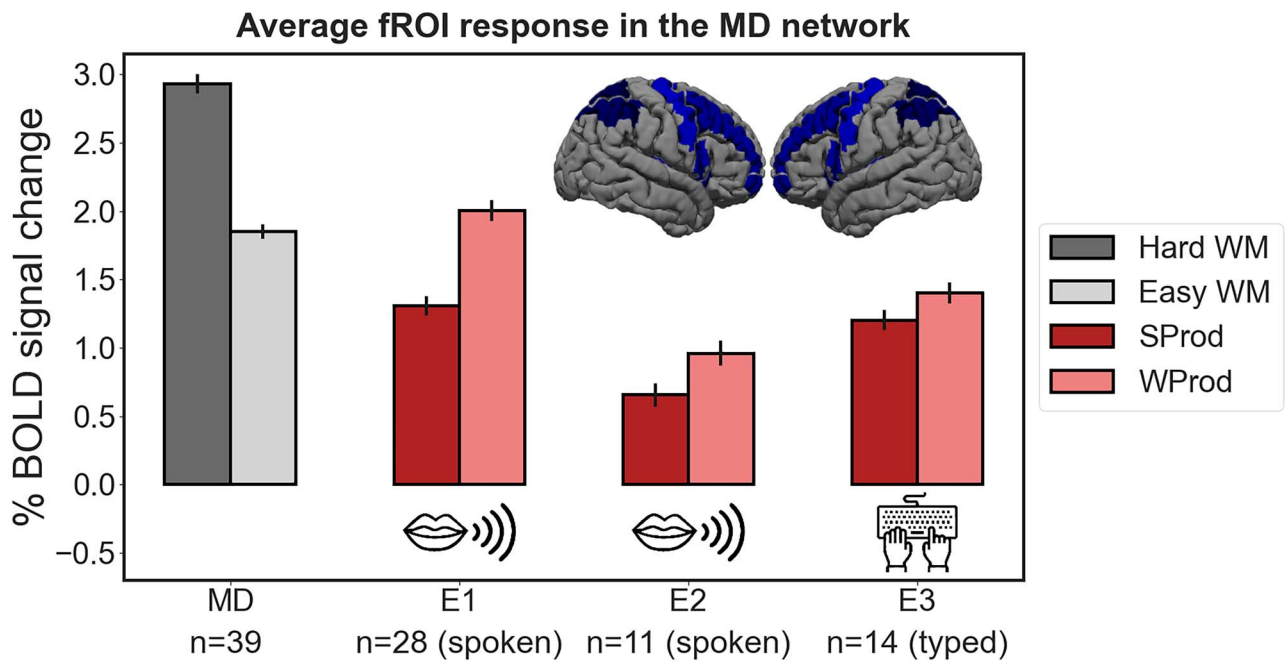 Average fROI response in the MD network
% BOLD signal change
3.0
2.5
2.0
1.5
1.0
0.5
0.0
−0.5
MD
E1
E2
E3
n=39
n=28 (spoken)
n=11 (spoken)
n=14 (typed)
Hard WM
Easy WM
SProd
WProd